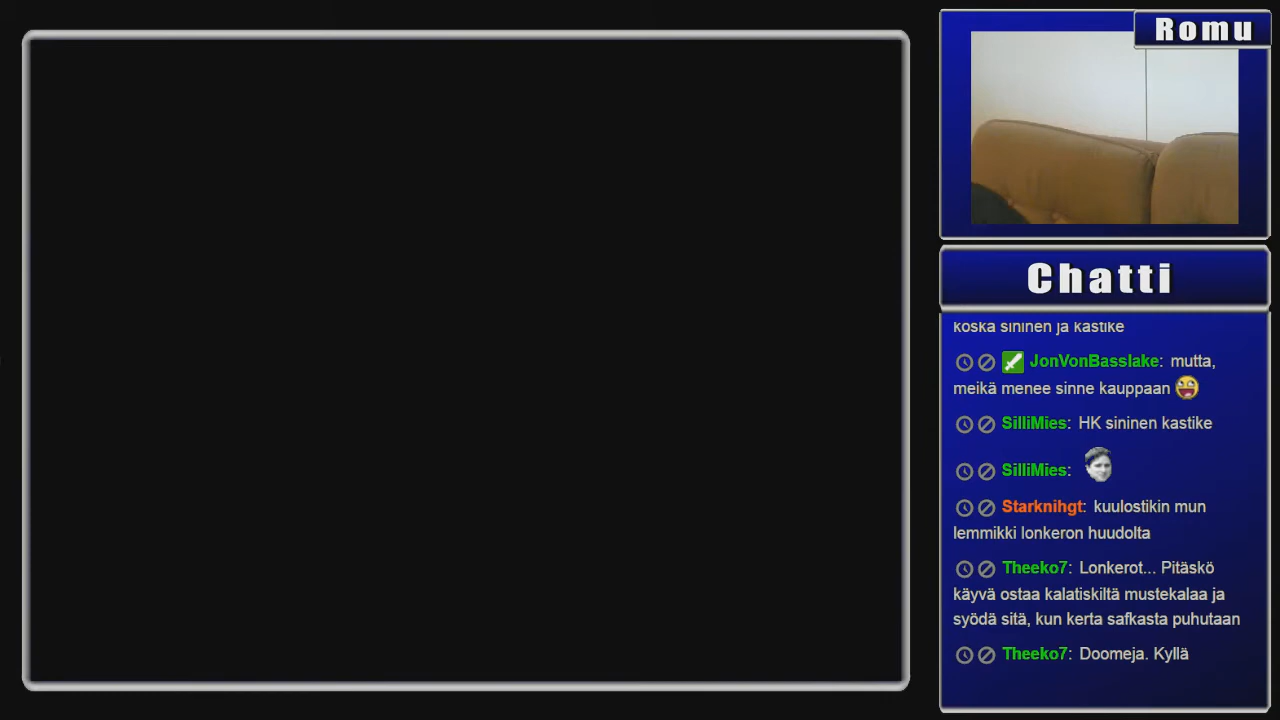 Romu
Chatti
koska sininen ja kastike
JonVonBasslake: mutta,
meikä menee sinne kauppaan
SilliMies: HK sininen kastike
SilliMies:
Starknihgt: kuulostikin mun
lemmikki lonkeron huudolta
Theeko7: Lonkerot... Pitäskö
käyvä ostaa kalatiskiltä mustekalaa ja
syödä sitä, kun kerta safkasta puhutaan
Theeko7: Doomeja. Kyllä